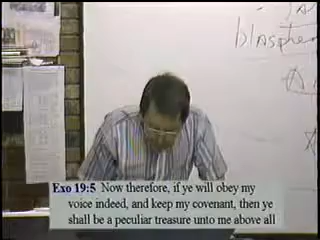 blasphem
Exo 19:5 Now therefore, if ye will obey my
voice indeed, and keep my covenant, then ye
shall be a peculiar treasure unto me above all